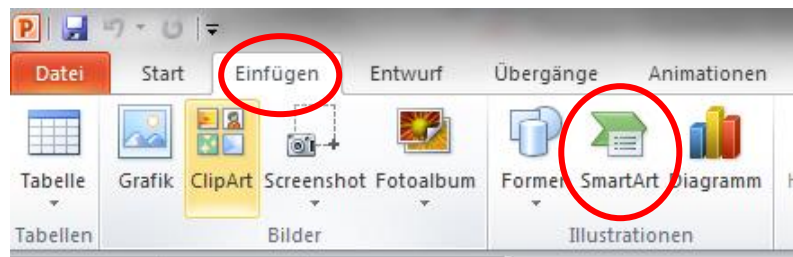 P
Datei Start Einfügen Entwurf Übergänge Animationen
Tabelle Grafik ClipArt Screenshot Fotoalbum Formen SmartArt Diagramm
Tabellen Bilder Illustrationen